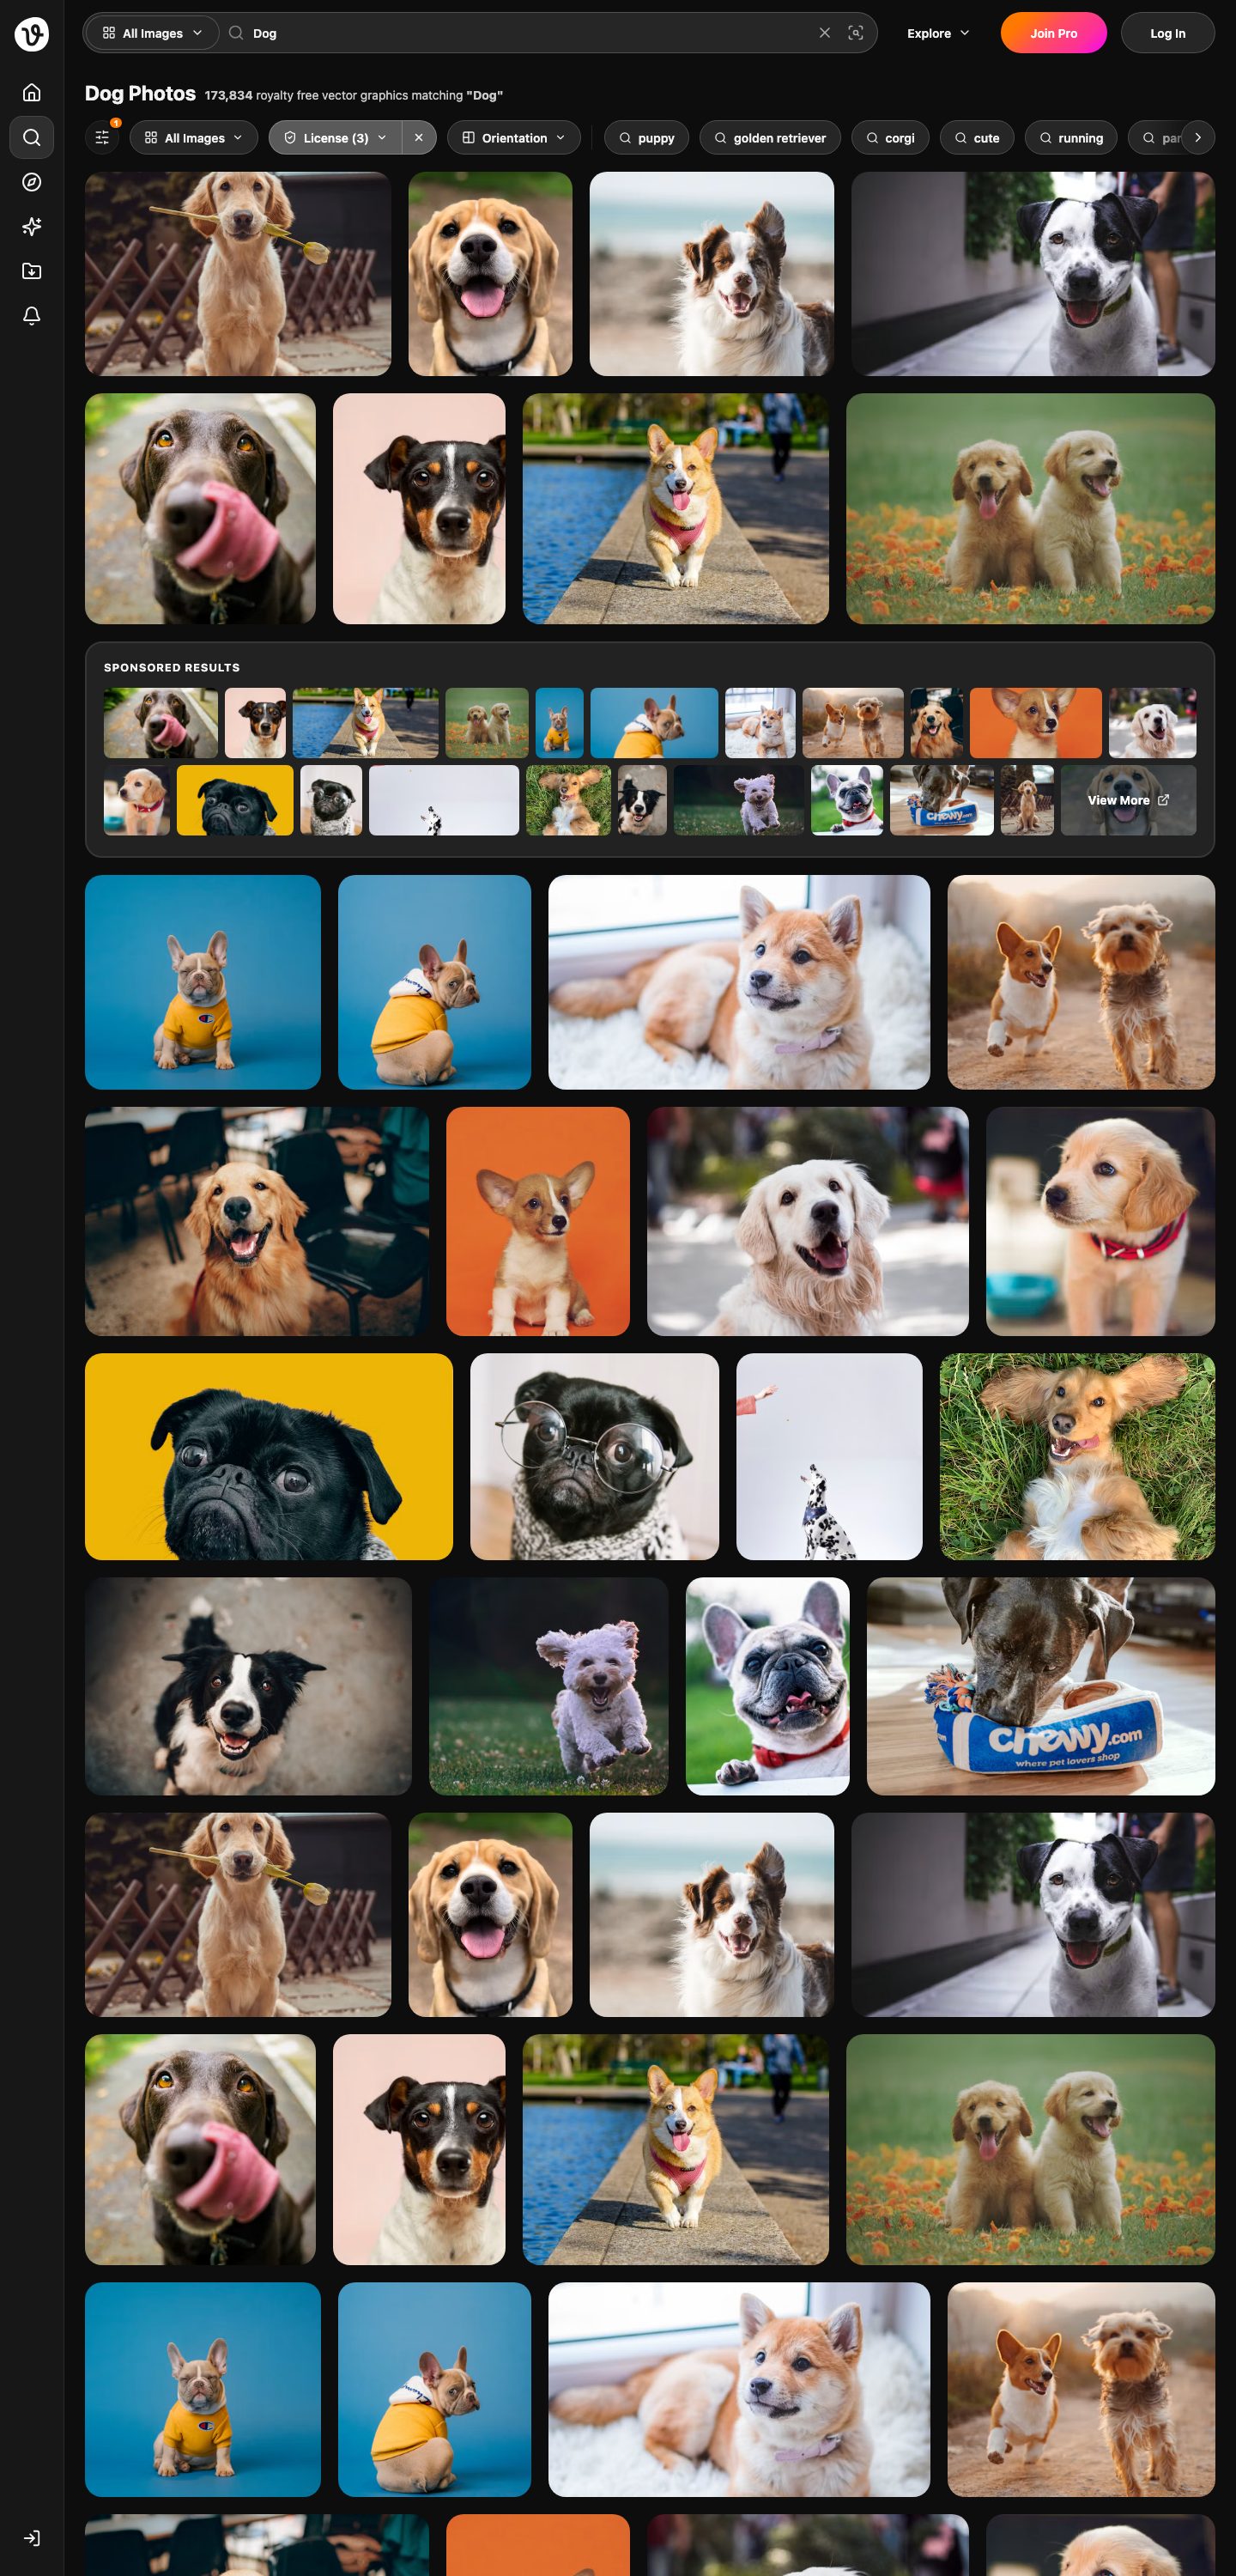 All Images
Dog
Explore
Join Pro
Log In
Dog Photos 173,834 royalty free vector graphics matching "Dog"
1
All Images
License (3)
Orientation
puppy
golden retriever
corgi
cute
running
par
SPONSORED RESULTS
chewy
View More
chewy.com
where pet lovers shop